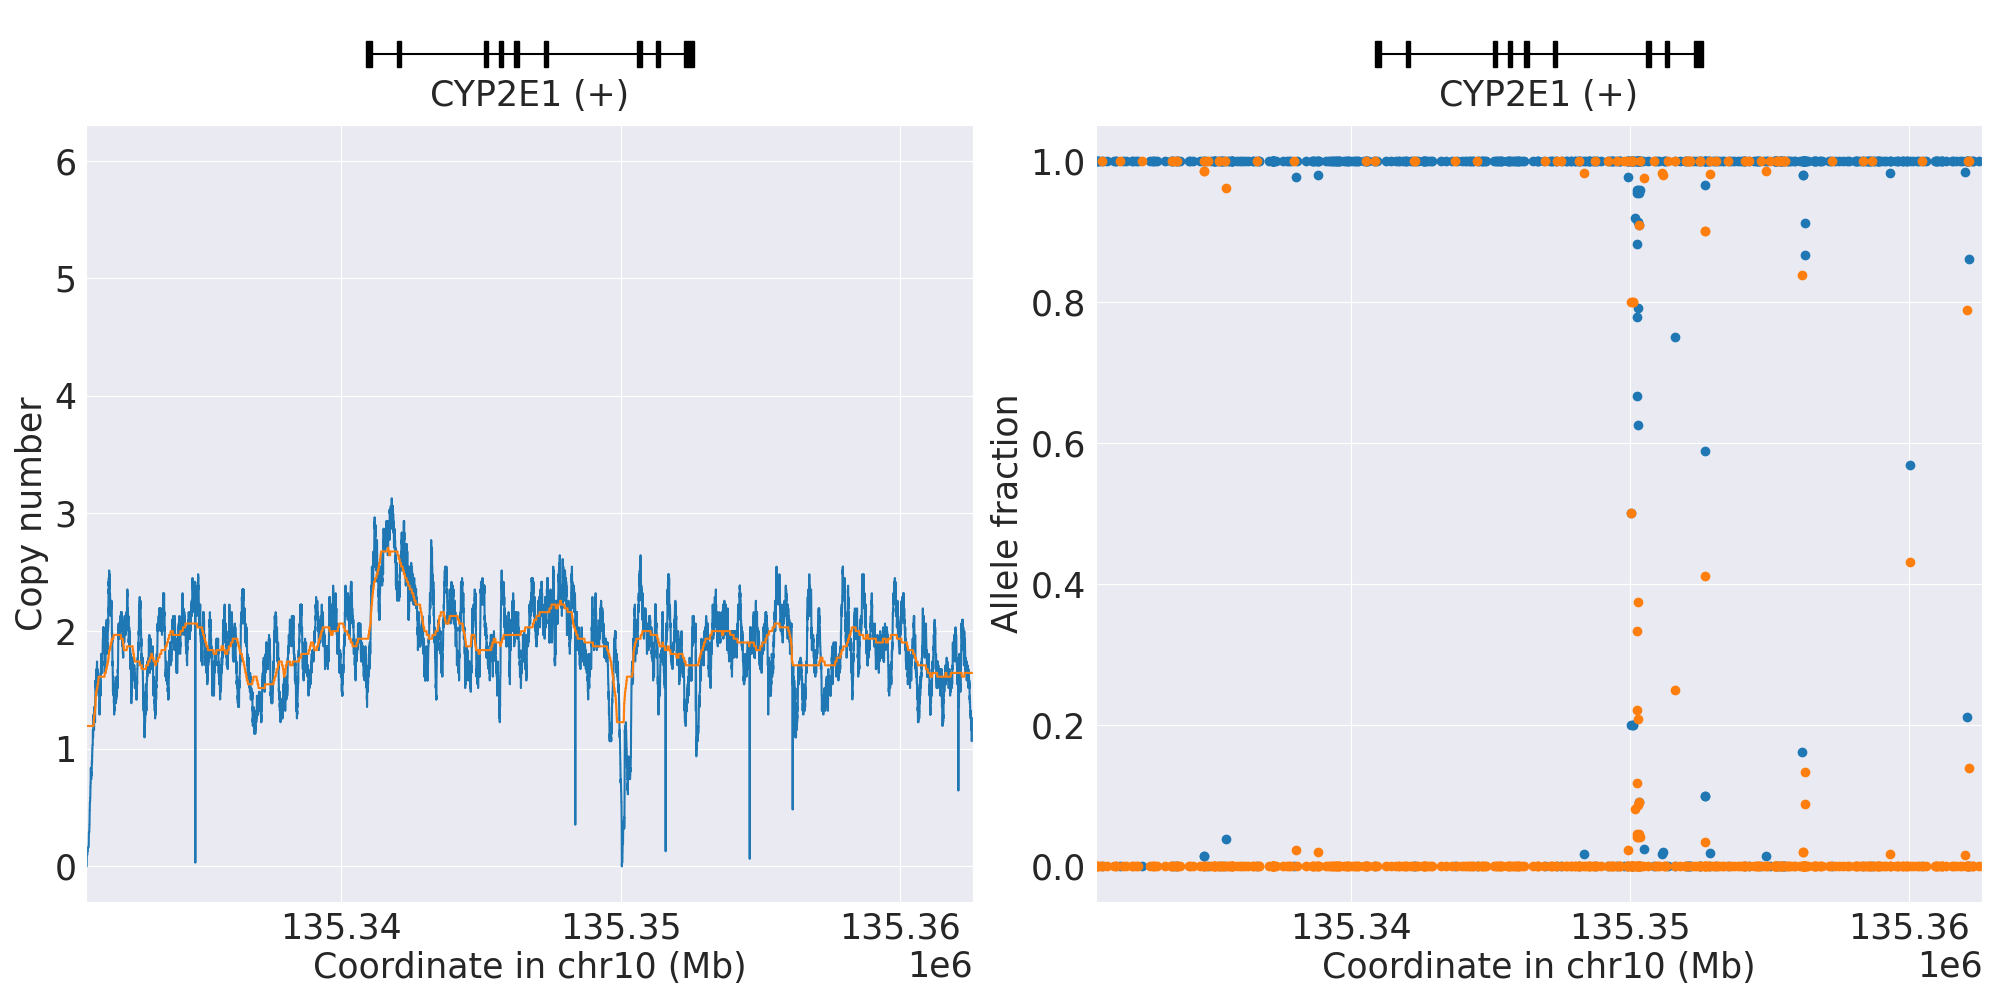 CYP2E1 (+)
6
5
4
3
2
1
0
Copy number
135.34 135.35 135.36
Coordinate in chr10 (Mb)
1e6
CYP2E1 (+)
1.0
0.8
0.6
0.4
0.2
0.0
Allele fraction
135.34 135.35 135.36
Coordinate in chr10 (Mb)
1e6